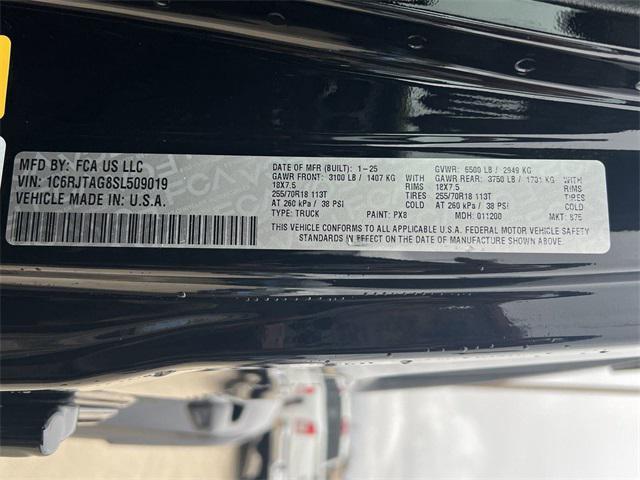 MFD BY: FCA US LLC
VIN: 1C6RJTAG8SL509019
VEHICLE MADE IN: U.S.A.
DATE OF MFR (BUILT): 1-25 GVWR: 6500 LB / 2949 KG
GAWR FRONT: 3100 LB / 1407 KG WITH GAWR REAR: 3750 LB / 1701 KG WITH
18X7.5 RIMS 18X7.5 RIMS
255/70R18 113T TIRES 255/70R18 113T TIRES
AT 260 kPa / 38 PSI COLD AT 260 kPa / 38 PSI COLD
TYPE: TRUCK PAINT: PX8 MDH: 011200 MKT: S75
THIS VEHICLE CONFORMS TO ALL APPLICABLE U.S.A. FEDERAL MOTOR VEHICLE SAFETY
STANDARDS IN EFFECT ON THE DATE OF MANUFACTURE SHOWN ABOVE.